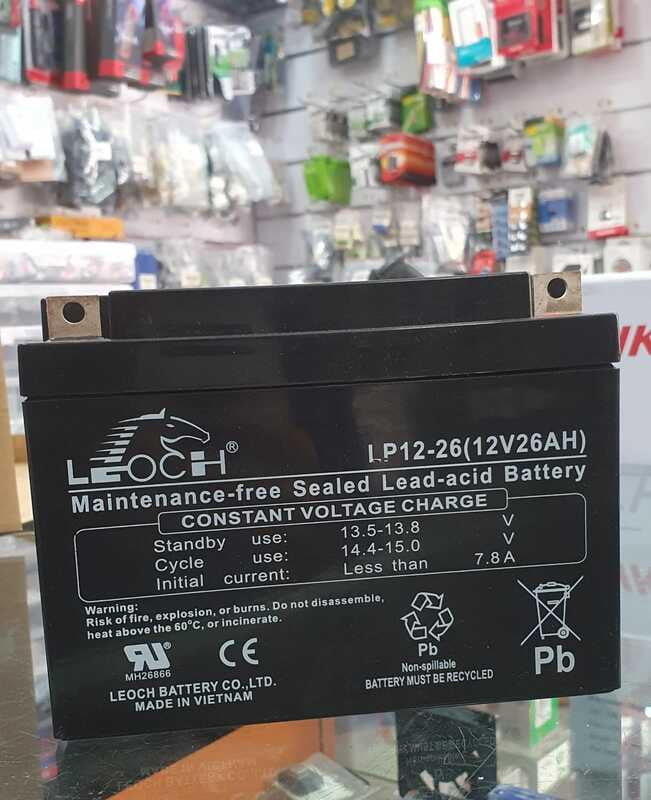 LEOCH®
LP12-26(12V26AH)
Maintenance-free Sealed Lead-acid Battery
CONSTANT VOLTAGE CHARGE
Standby use: 13.5-13.8 V
Cycle use: 14.4-15.0 V
Initial current: Less than 7.8A
Warning:
Risk of fire, explosion, or burns. Do not disassemble,
heat above the 60°C, or incinerate.
MH26866
CE
LEOCH BATTERY CO.,LTD.
MADE IN VIETNAM
Pb
Non-spillable
BATTERY MUST BE RECYCLED
Pb